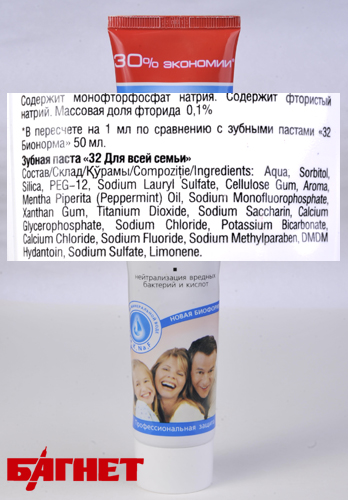 30% ЭКОНОМИИ*
Содержит монофторфосфат натрия. Содержит фтористый
натрий. Массовая доля фторида 0,1%
*В пересчете на 1 мл по сравнению с зубными пастами «32
Бионорма» 50 мл.
Зубная паста «32 Для всей семьи»
Состав/Склад/Құрамы/Compoziție/Ingredients: Aqua, Sorbitol,
Silica, PEG-12, Sodium Lauryl Sulfate, Cellulose Gum, Aroma,
Mentha Piperita (Peppermint) Oil, Sodium Monofluorophosphate,
Xanthan Gum, Titanium Dioxide, Sodium Saccharin, Calcium
Glycerophosphate, Sodium Chloride, Potassium Bicarbonate,
Calcium Chloride, Sodium Fluoride, Sodium Methylparaben, DMDM
Hydantoin, Sodium Sulfate, Limonene.
нейтрализация вредных
бактерий и кислот
НОВАЯ БИОФОРМ
Профессиональная защита
БАГНЕТ